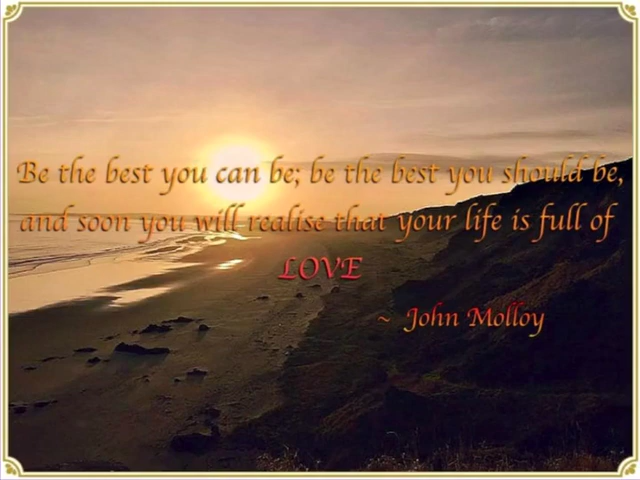 Be the best you can be; be the best you should be,
and soon you will realise that your life is full of
LOVE
~ John Molloy